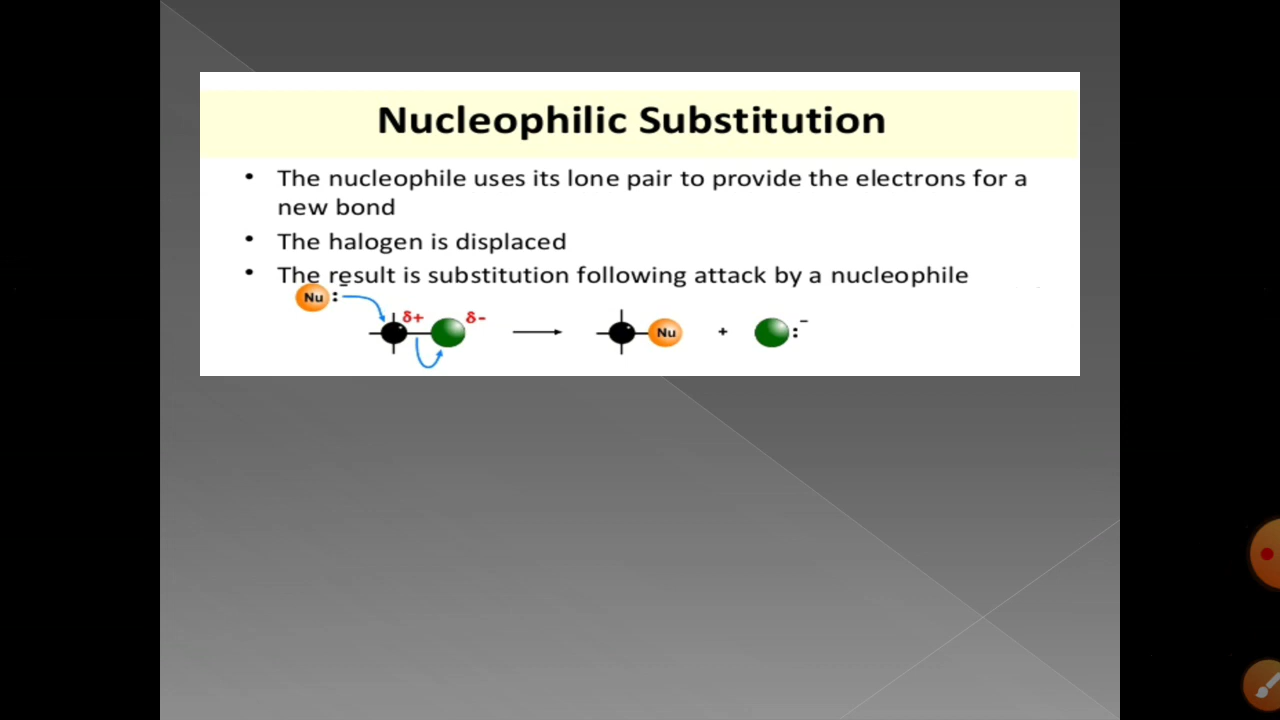 Nucleophilic Substitution
• The nucleophile uses its lone pair to provide the electrons for a
new bond
• The halogen is displaced
• The result is substitution following attack by a nucleophile
Nu :⁻
δ+ δ-
Nu + :⁻